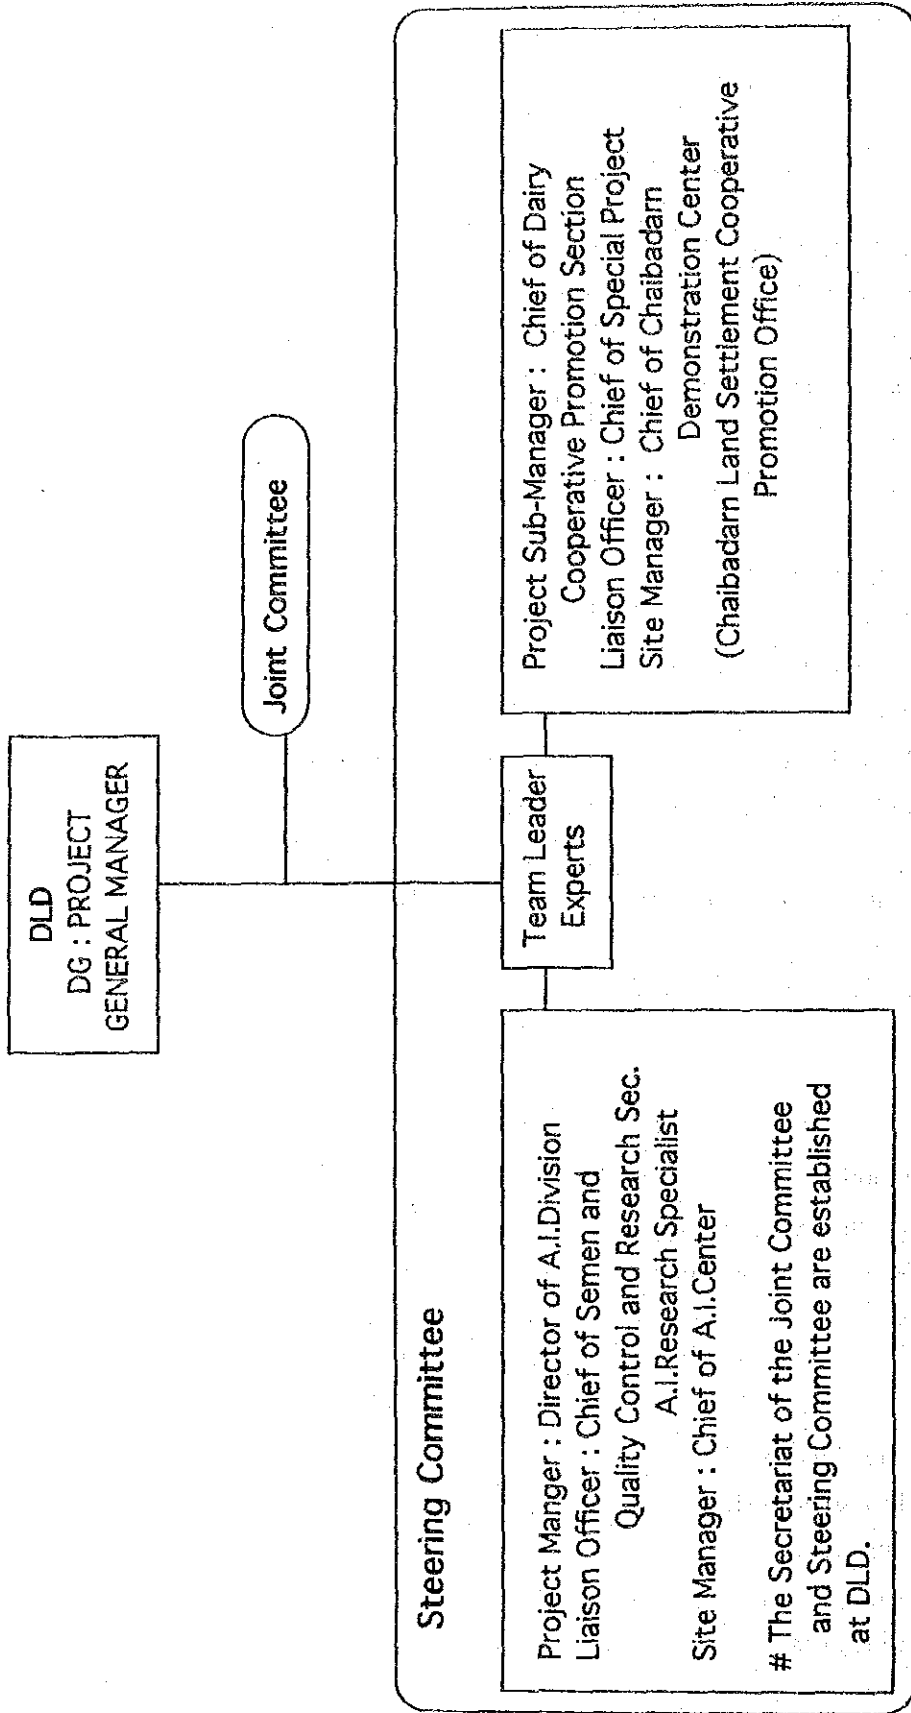 DLD
DG : PROJECT
GENERAL MANAGER
Joint Committee
Steering Committee
Project Manger : Director of A.I.Division
Liaison Officer : Chief of Semen and
Quality Control and Research Sec.
A.I.Research Specialist
Site Manager : Chief of A.I.Center
# The Secretariat of the Joint Committee
and Steering Committee are established
at DLD.
Team Leader
Experts
Project Sub-Manager : Chief of Dairy
Cooperative Promotion Section
Liaison Officer : Chief of Special Project
Site Manager : Chief of Chaibadarn
Demonstration Center
(Chaibadarn Land Settlement Cooperative
Promotion Office)